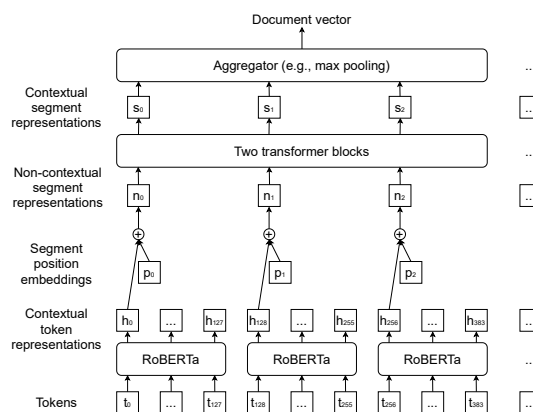 Document vector
Aggregator (e.g., max pooling) ...
Contextual
segment
representations
s0 s1 s2 ...
Two transformer blocks ...
Non-contextual
segment
representations
n0 n1 n2 ...
Segment
position
embeddings
p0 p1 p2
Contextual
token
representations
h0 ... h127 h128 ... h255 h256 ... h383 ...
RoBERTa RoBERTa RoBERTa ...
Tokens t0 ... t127 t128 ... t255 t256 ... t383 ...